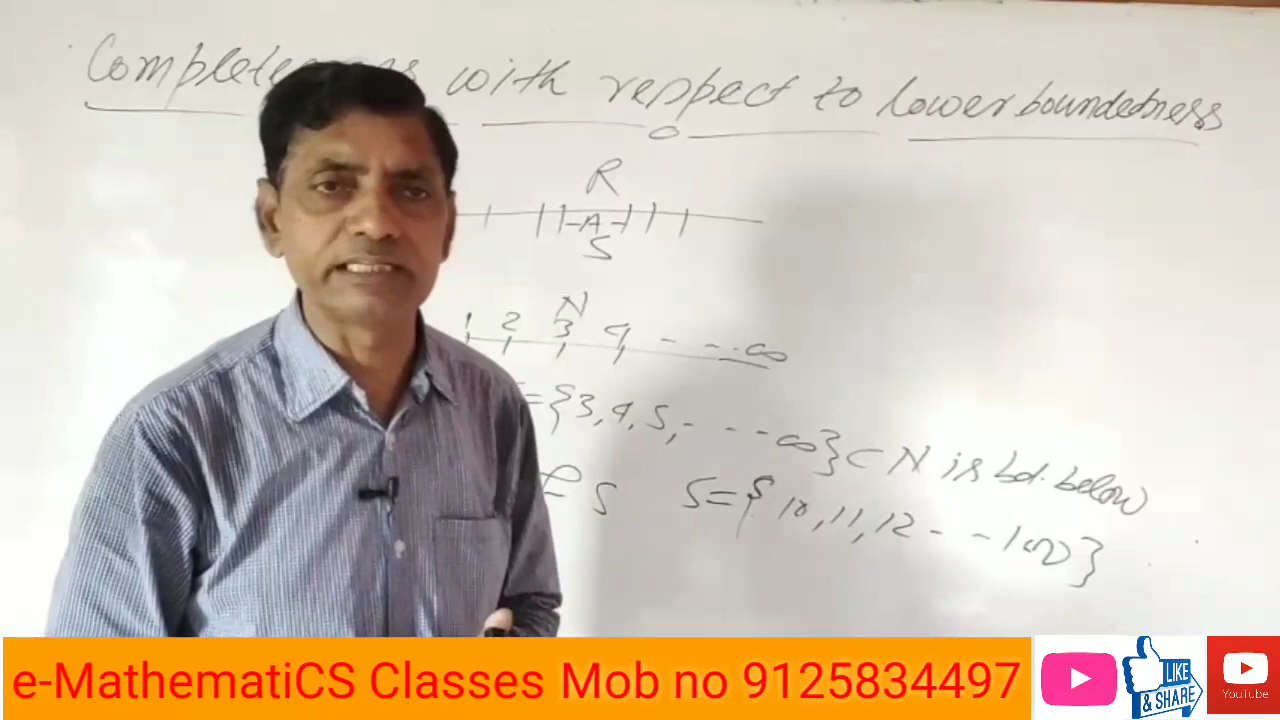 Completeness with respect to lower boundedness
R
A
S
N
1 2 3 4 - - - ∞
= {3, 4, 5, - - - ∞} ⊂ N is bd. below
S S = {10, 11, 12 - - 100}
e-MathematiCS Classes Mob no 9125834497
LIKE
& SHARE
YouTube